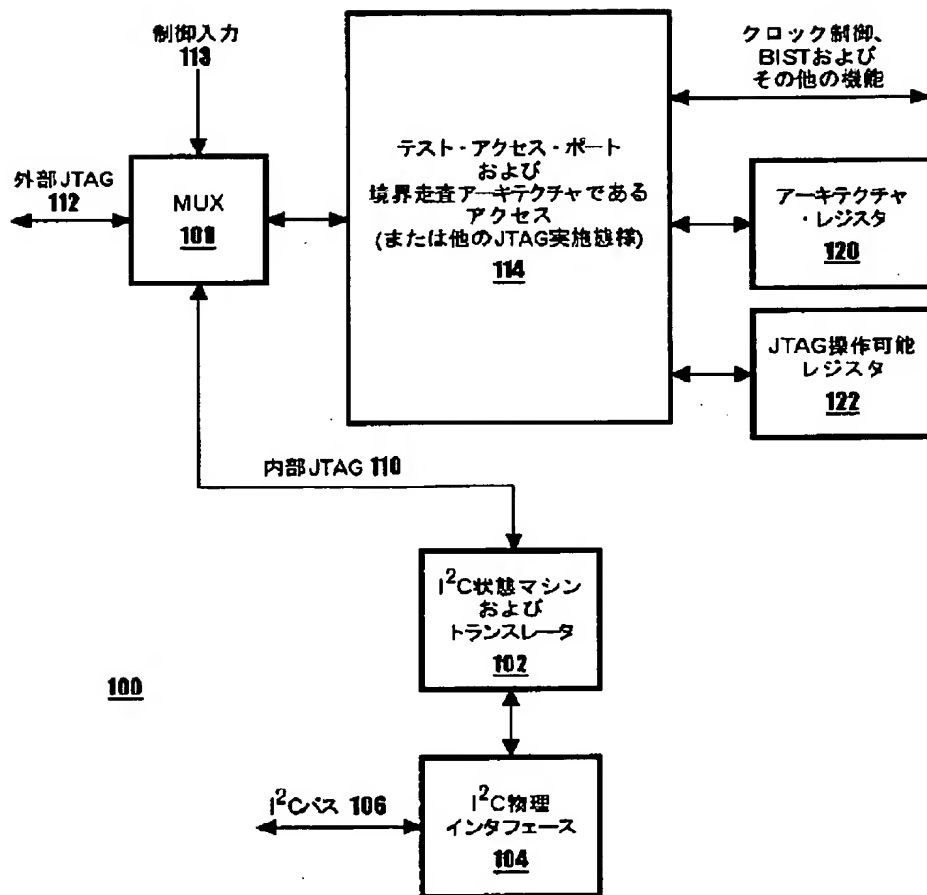 制御入力
113
クロック制御、
BISTおよび
その他の機能
外部JTAG
112
MUX
101
テスト・アクセス・ポート
および
境界走査アーキテクチャである
アクセス
(または他のJTAG実施態様)
114
アーキテクチャ
・レジスタ
120
JTAG操作可能
レジスタ
122
内部JTAG 110
I²C状態マシン
および
トランスレータ
102
100
I²Cバス 106
I²C物理
インタフェース
104